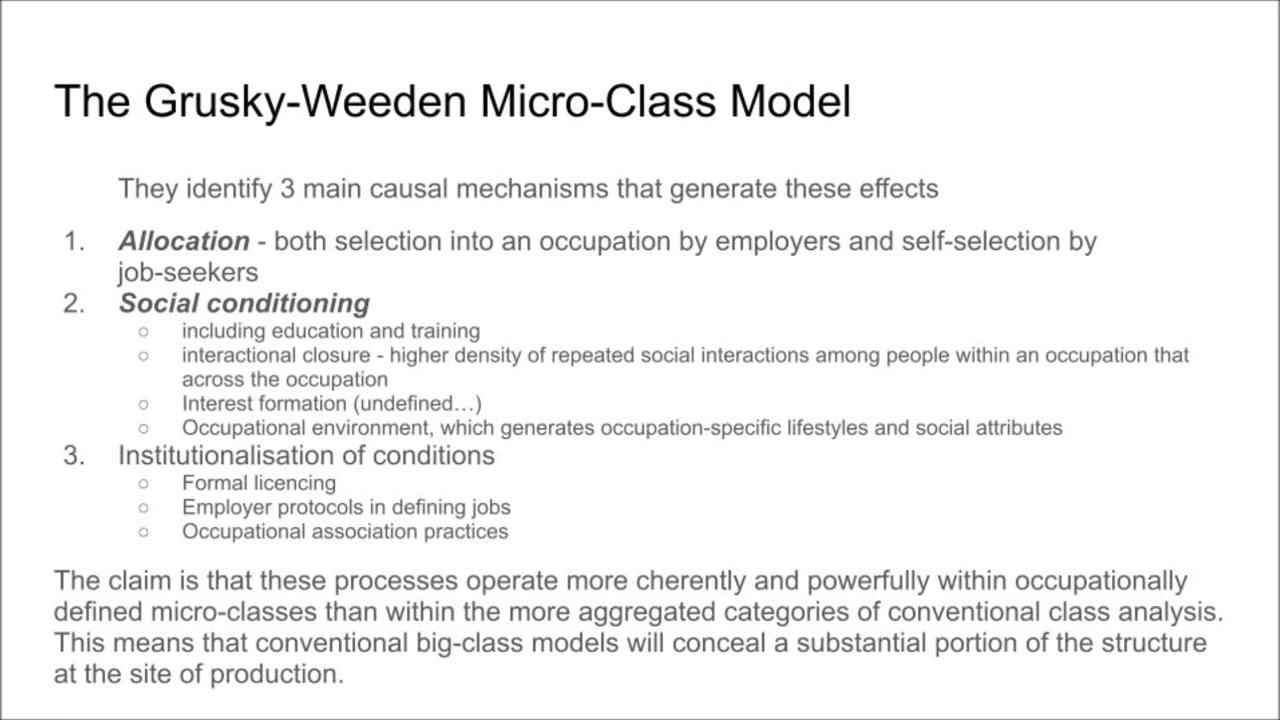 The Grusky-Weeden Micro-Class Model
They identify 3 main causal mechanisms that generate these effects
1. Allocation - both selection into an occupation by employers and self-selection by
job-seekers
2. Social conditioning
○ including education and training
○ interactional closure - higher density of repeated social interactions among people within an occupation that
across the occupation
○ Interest formation (undefined…)
○ Occupational environment, which generates occupation-specific lifestyles and social attributes
3. Institutionalisation of conditions
○ Formal licencing
○ Employer protocols in defining jobs
○ Occupational association practices
The claim is that these processes operate more cherently and powerfully within occupationally
defined micro-classes than within the more aggregated categories of conventional class analysis.
This means that conventional big-class models will conceal a substantial portion of the structure
at the site of production.